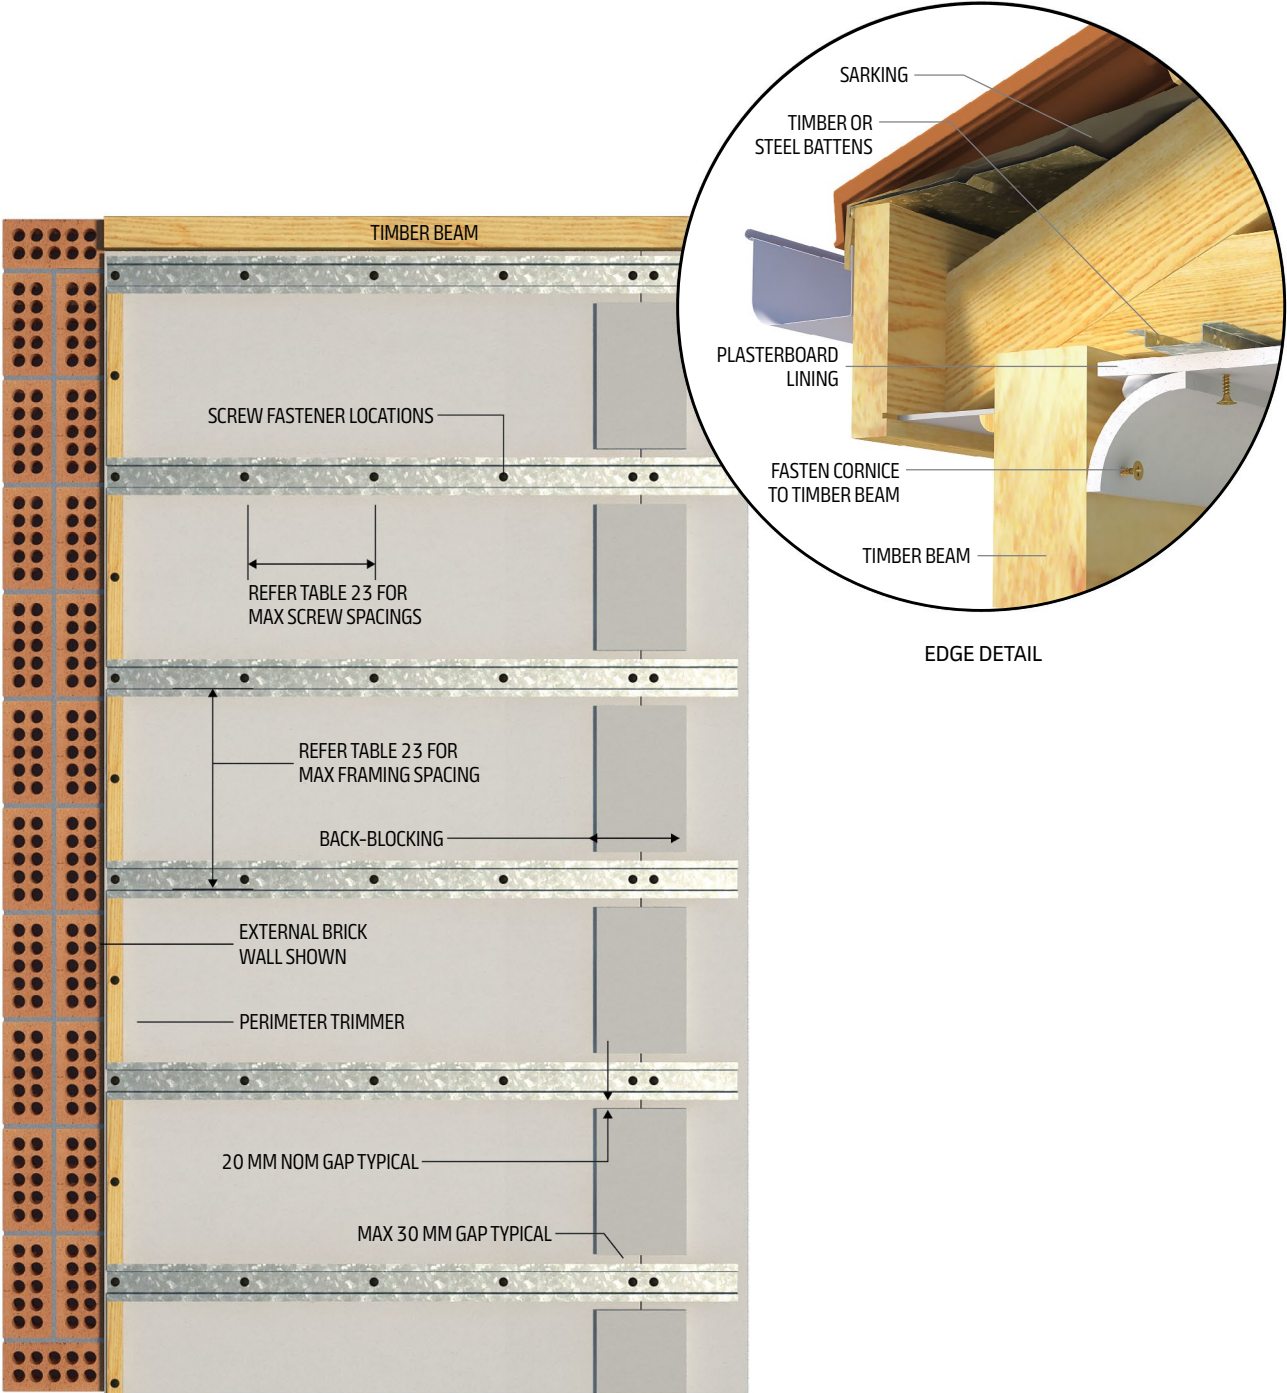 SARKING
TIMBER OR
STEEL BATTENS
TIMBER BEAM
PLASTERBOARD
LINING
SCREW FASTENER LOCATIONS
FASTEN CORNICE
TO TIMBER BEAM
TIMBER BEAM
REFER TABLE 23 FOR
MAX SCREW SPACINGS
EDGE DETAIL
REFER TABLE 23 FOR
MAX FRAMING SPACING
BACK-BLOCKING
EXTERNAL BRICK
WALL SHOWN
PERIMETER TRIMMER
20 MM NOM GAP TYPICAL
MAX 30 MM GAP TYPICAL